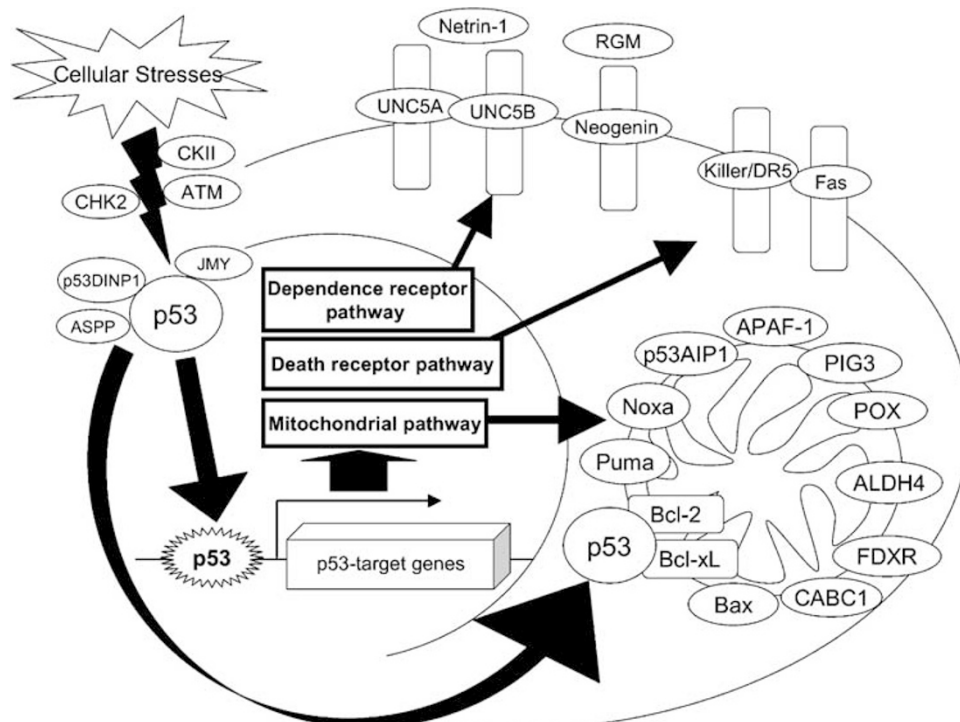 Netrin-1
RGM
Cellular Stresses
UNC5A
UNC5B
Neogenin
CKII
Killer/DR5
Fas
ATM
CHK2
JMY
p53DINP1
p53
ASPP
Dependence receptor
pathway
Death receptor pathway
Mitochondrial pathway
APAF-1
p53AIP1
PIG3
Noxa
POX
Puma
ALDH4
Bcl-2
p53
Bcl-xL
FDXR
CABC1
Bax
p53
p53-target genes